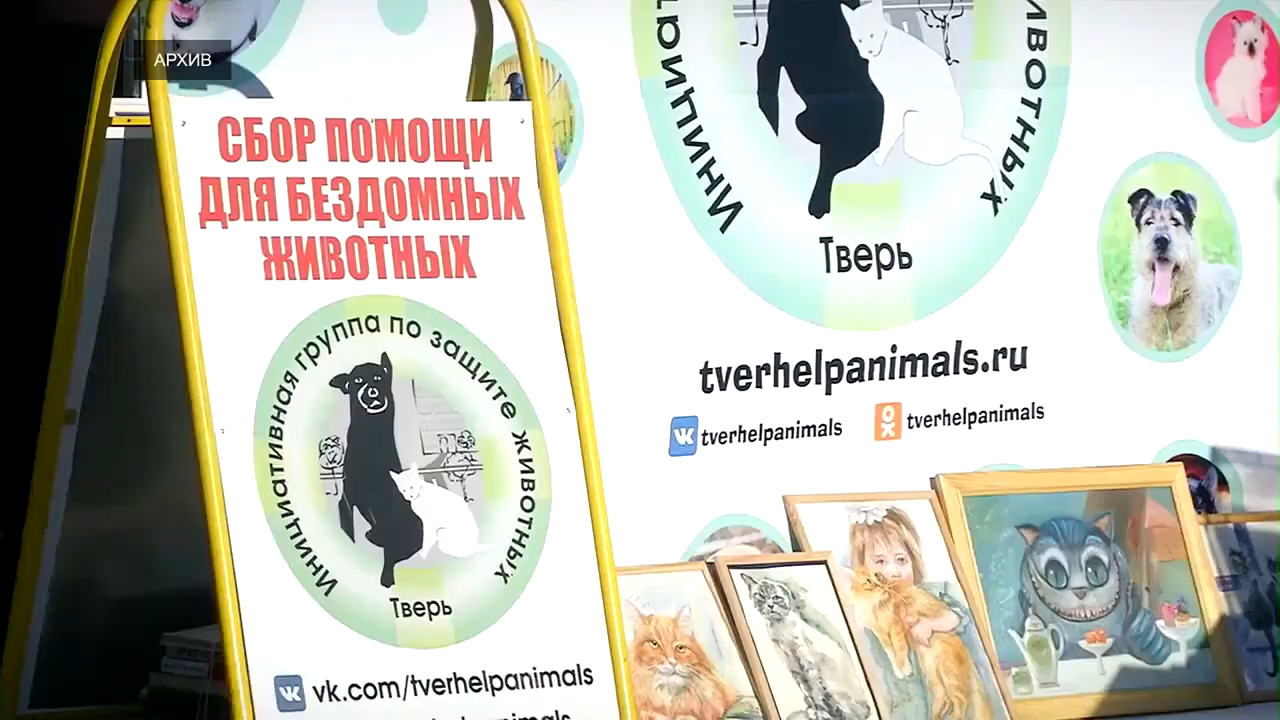 АРХИВ
СБОР ПОМОЩИ
ДЛЯ БЕЗДОМНЫХ
ЖИВОТНЫХ
Инициативная группа по защите животных
Тверь
vk.com/tverhelpanimals
Тверь
tverhelpanimals.ru
tverhelpanimals
tverhelpanimals